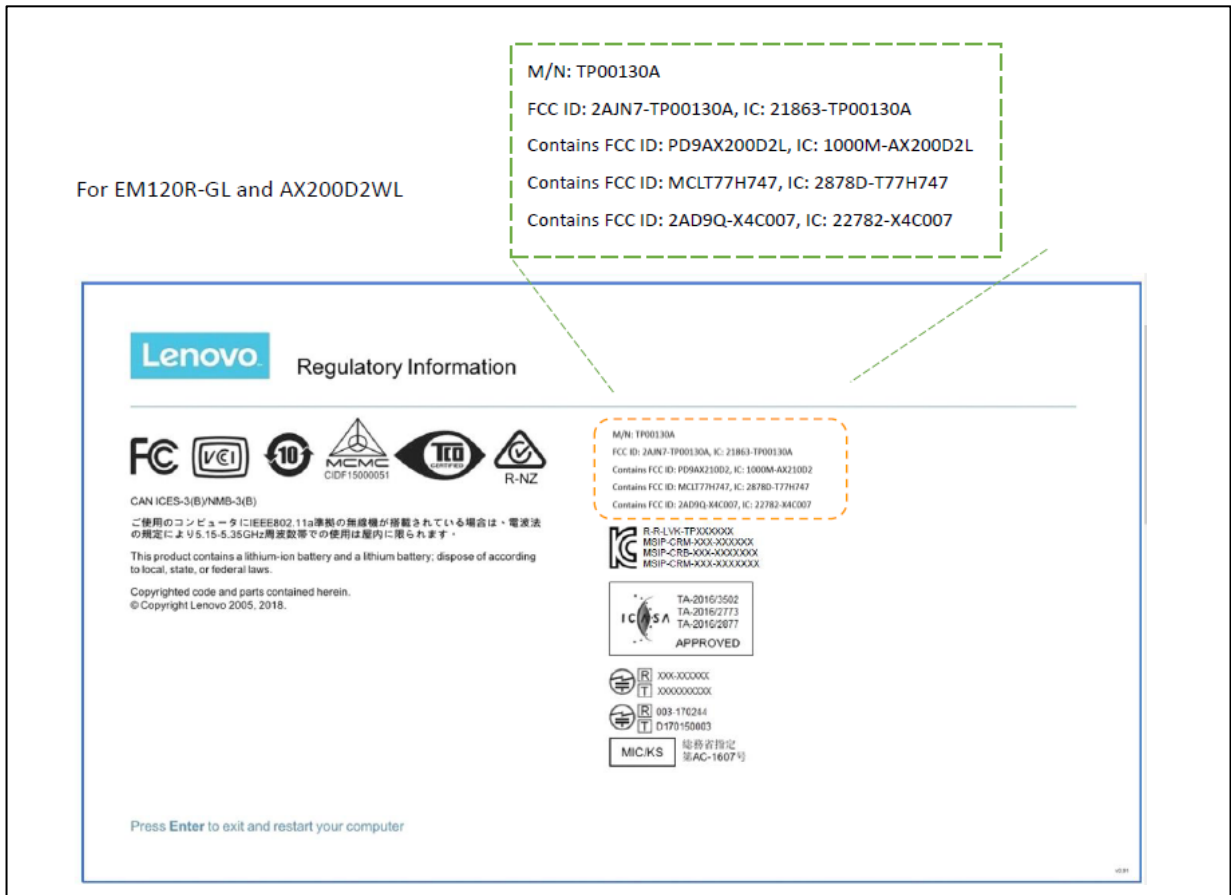 M/N: TP00130A
FCC ID: 2AJN7-TP00130A, IC: 21863-TP00130A
Contains FCC ID: PD9AX200D2L, IC: 1000M-AX200D2L
Contains FCC ID: MCLT77H747, IC: 2878D-T77H747
Contains FCC ID: 2AD9Q-X4C007, IC: 22782-X4C007
For EM120R-GL and AX200D2WL
Lenovo
Regulatory Information
FC
VCI
10
MCMC
CIDF15000051
TCO
CERTIFIED
R-NZ
CAN ICES-3(B)/NMB-3(B)
ご使用のコンピュータにIEEE802.11a準拠の無線機が搭載されている場合は、電波法
の規定により5.15-5.35GHz周波数帯での使用は屋内に限られます・
This product contains a lithium-ion battery and a lithium battery; dispose of according
to local, state, or federal laws.
Copyrighted code and parts contained herein.
© Copyright Lenovo 2005, 2018.
M/N: TP00130A
FCC ID: 2AJN7-TP00130A, IC: 21863-TP00130A
Contains FCC ID: PD9AX210D2, IC: 1000M-AX210D2
Contains FCC ID: MCLT77H747, IC: 2878D-T77H747
Contains FCC ID: 2AD9Q-X4C007, IC: 22782-X4C007
R-R-LVK-TPXXXXXX
MSIP-CRM-XXX-XXXXXX
MSIP-CRB-XXX-XXXXXXX
MSIP-CRM-XXX-XXXXXXX
ICASA
TA-2016/3502
TA-2016/2773
TA-2016/2877
APPROVED
R XXX-XXXXXX
T XXXXXXXXXX
R 003-170244
T D170150003
MIC/KS
総務省指定
第AC-1607号
Press Enter to exit and restart your computer